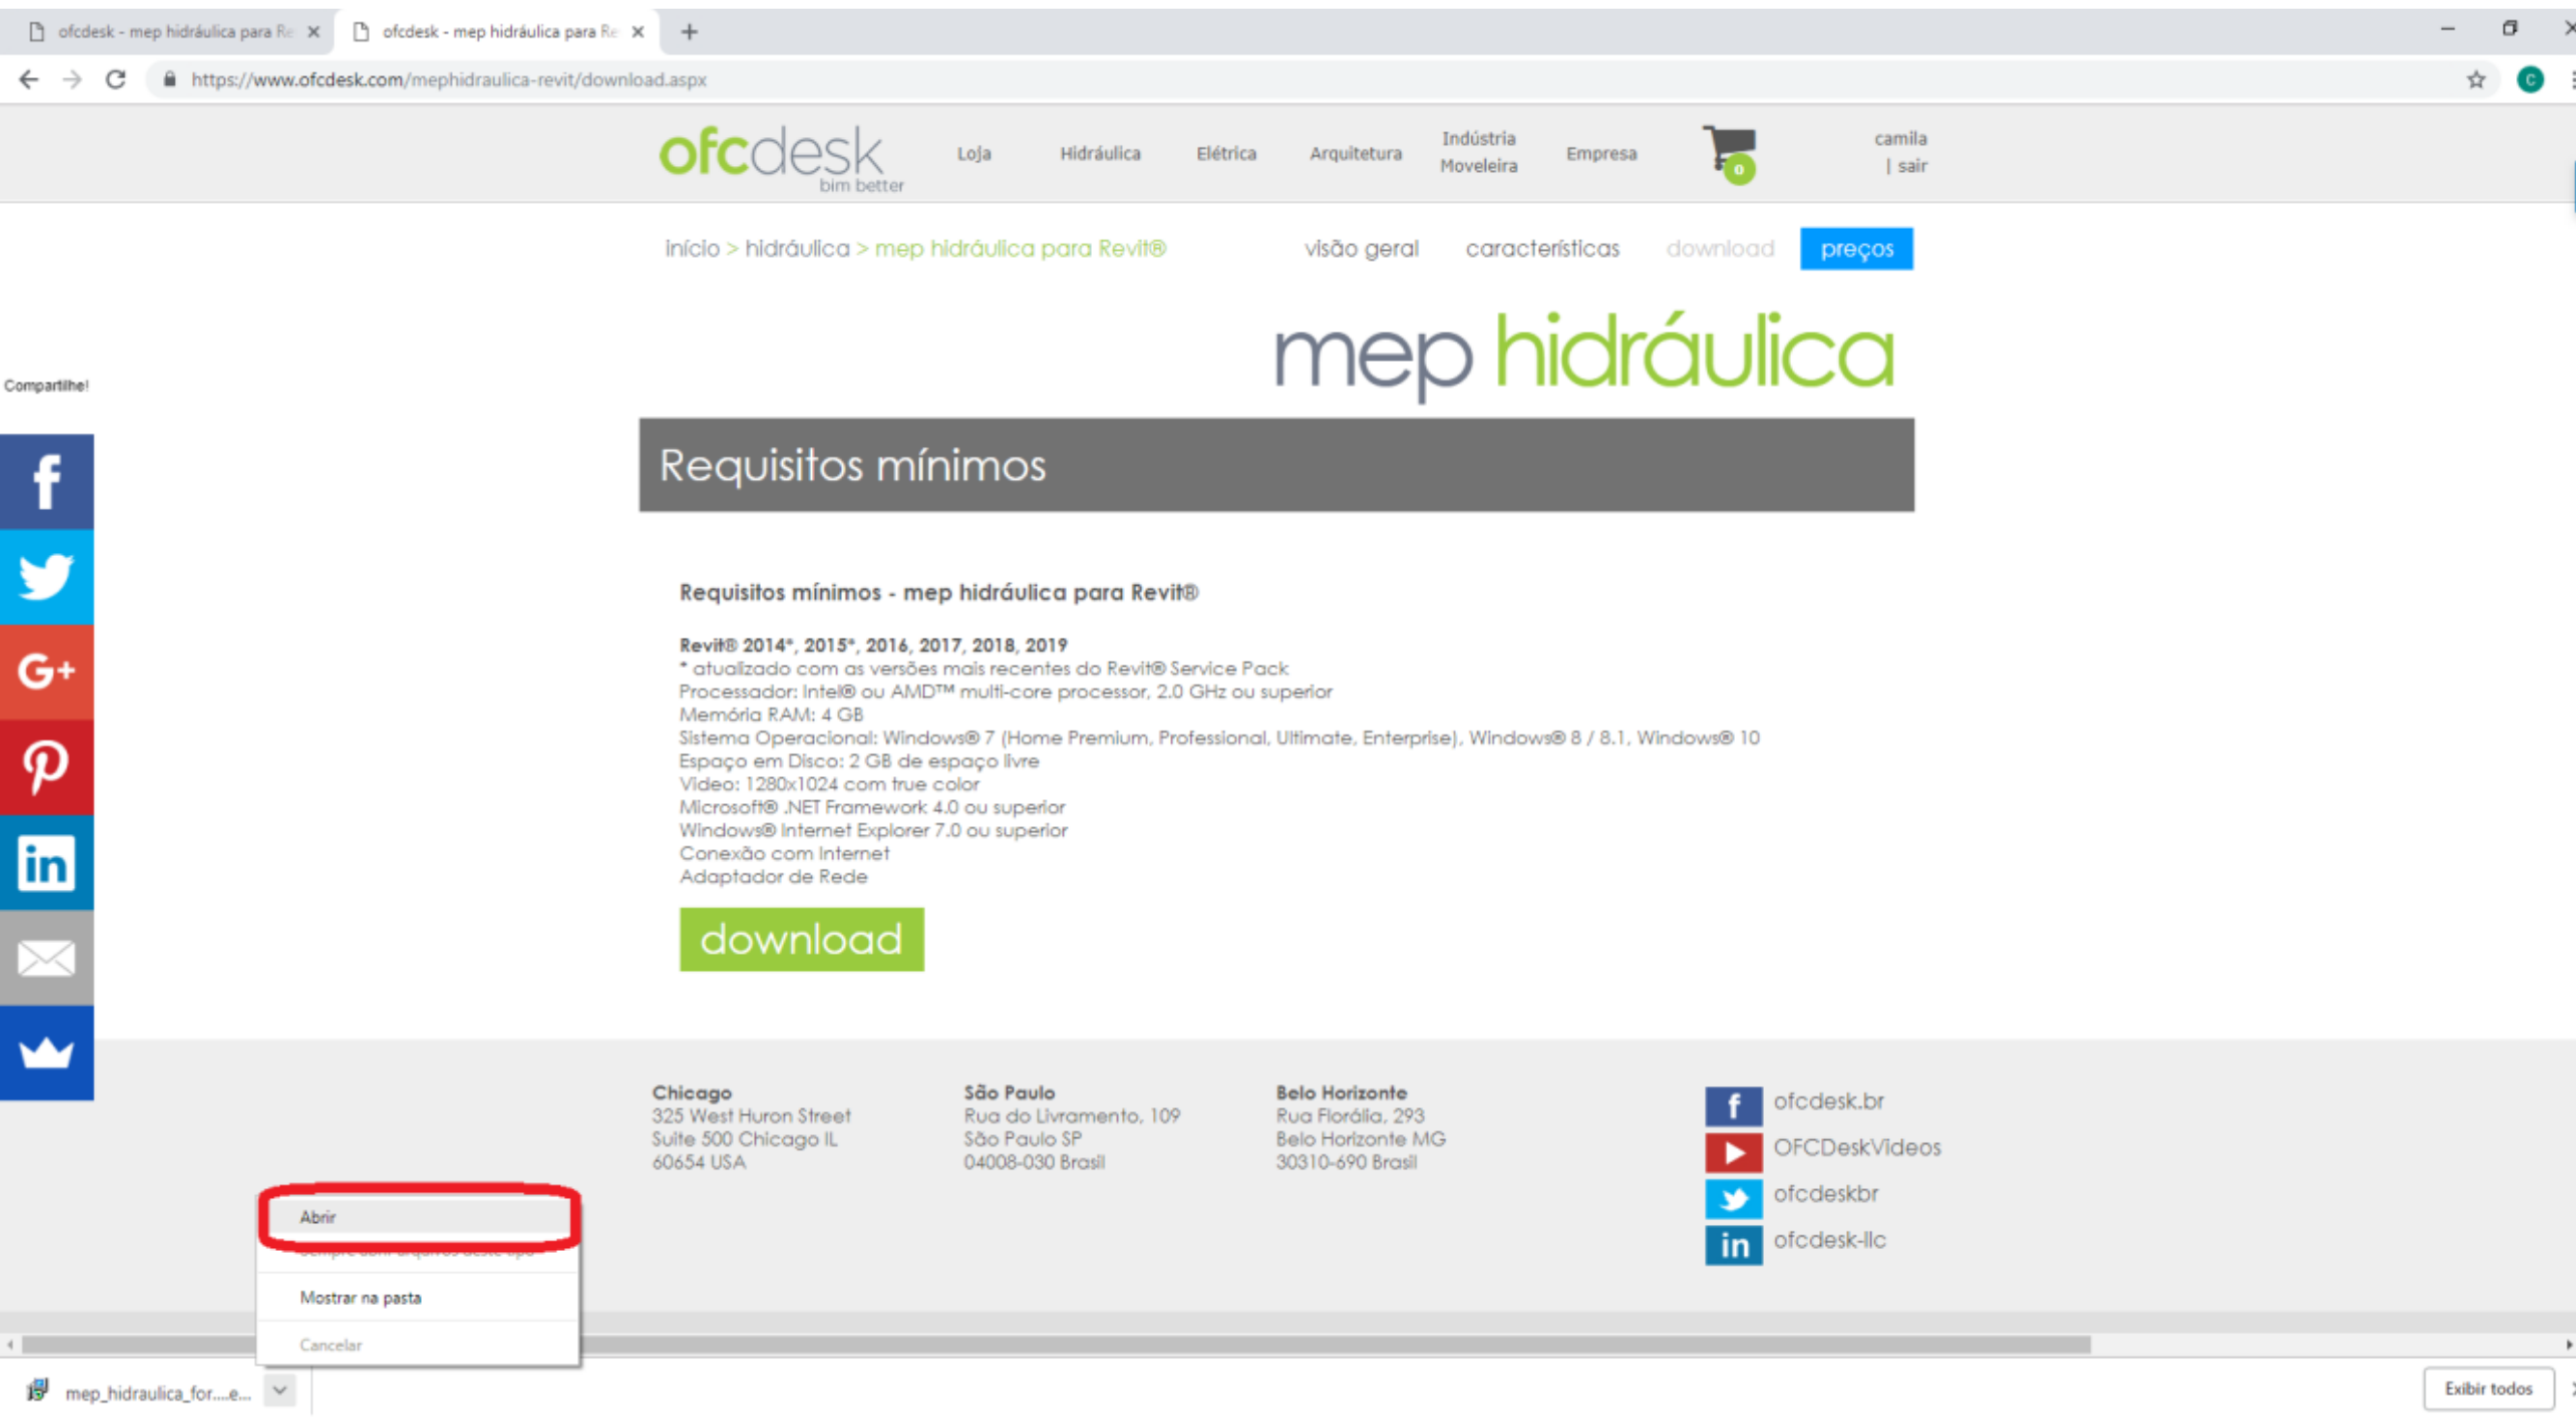 ofcdesk - mep hidráulica para Re
ofcdesk - mep hidráulica para Re
https://www.ofcdesk.com/mephidraulica-revit/download.aspx
C
ofcdesk
bim better
Loja
Hidráulica
Elétrica
Arquitetura
Indústria
Moveleira
Empresa
0
camila
| sair
início > hidráulica > mep hidráulica para Revit®
visão geral
características
download
preços
mep hidráulica
Compartilhe!
Requisitos mínimos
Requisitos mínimos - mep hidráulica para Revit®
Revit® 2014*, 2015*, 2016, 2017, 2018, 2019
* atualizado com as versões mais recentes do Revit® Service Pack
Processador: Intel® ou AMD™ multi-core processor, 2.0 GHz ou superior
Memória RAM: 4 GB
Sistema Operacional: Windows® 7 (Home Premium, Professional, Ultimate, Enterprise), Windows® 8 / 8.1, Windows® 10
Espaço em Disco: 2 GB de espaço livre
Video: 1280x1024 com true color
Microsoft® .NET Framework 4.0 ou superior
Windows® Internet Explorer 7.0 ou superior
Conexão com Internet
Adaptador de Rede
download
Chicago
325 West Huron Street
Suite 500 Chicago IL
60654 USA
São Paulo
Rua do Livramento, 109
São Paulo SP
04008-030 Brasil
Belo Horizonte
Rua Florália, 293
Belo Horizonte MG
30310-690 Brasil
ofcdesk.br
OFCDeskVideos
ofcdeskbr
ofcdesk-llc
Abrir
Sempre abrir arquivos deste tipo
Mostrar na pasta
Cancelar
mep_hidraulica_for....e...
Exibir todos